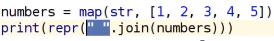 numbers = map(str, [1, 2, 3, 4, 5])
print(repr(" ".join(numbers)))